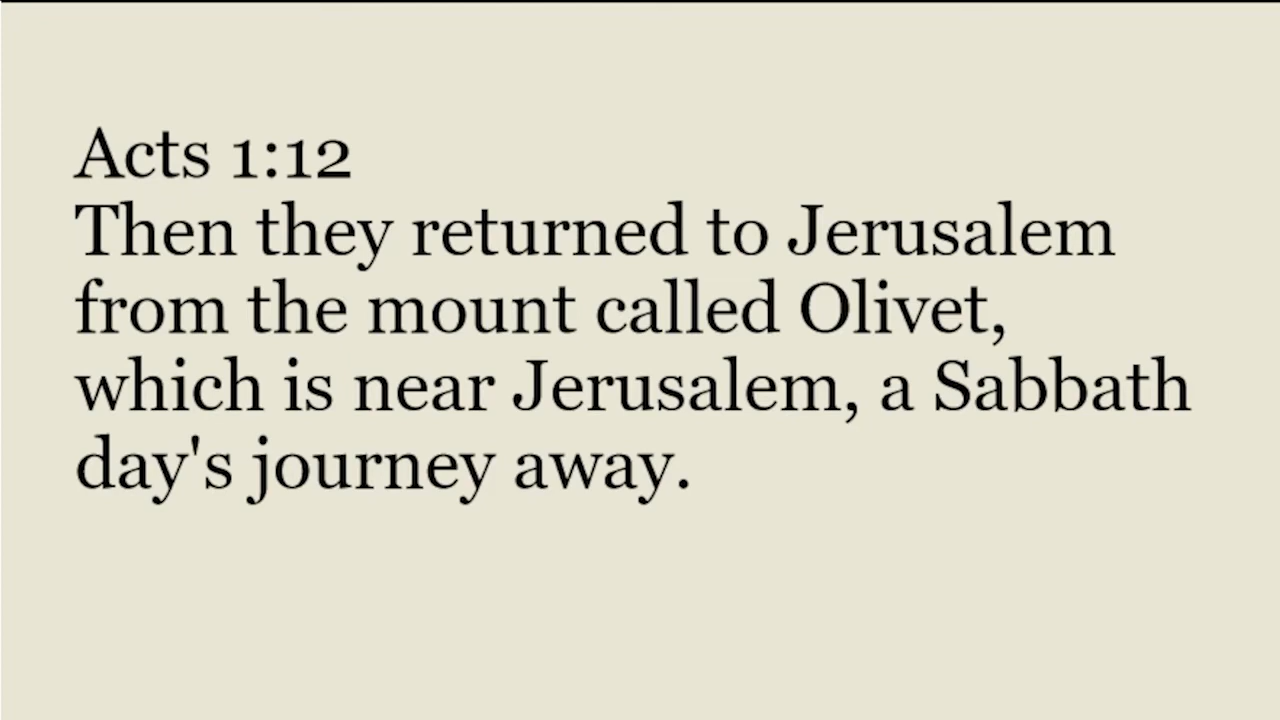 Acts 1:12
Then they returned to Jerusalem
from the mount called Olivet,
which is near Jerusalem, a Sabbath
day's journey away.